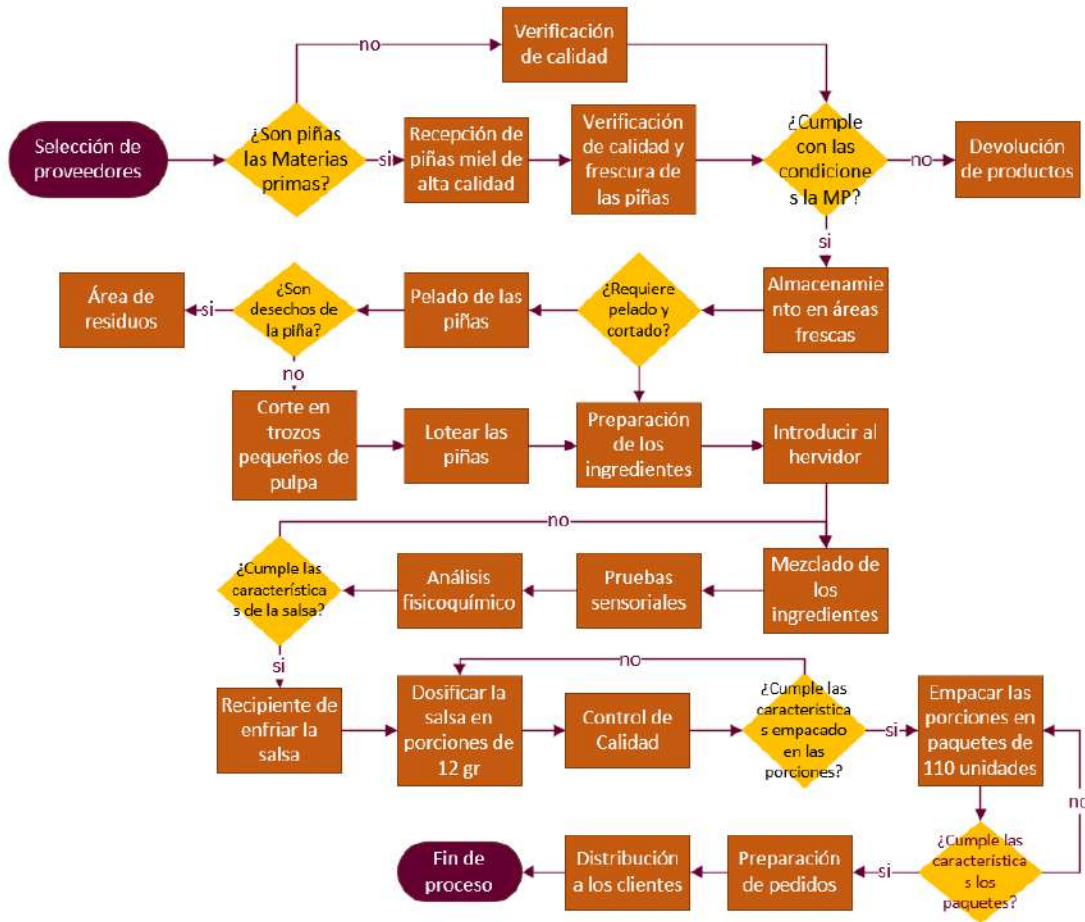 no
Verificación
de calidad
Selección de
proveedores
¿Son piñas
las Materias
primas?
si
Recepción de
piñas miel de
alta calidad
Verificación
de calidad y
frescura de
las piñas
¿Cumple
con las
condicione
s la MP?
no
Devolución
de productos
si
Área de
residuos
si
¿Son
desechos de
la piña?
Pelado de las
piñas
¿Requiere
pelado y
cortado?
Almacenamie
nto en áreas
frescas
no
Corte en
trozos
pequeños de
pulpa
Lotear las
piñas
Preparación
de los
ingredientes
Introducir al
hervidor
no
¿Cumple las
característica
s de la salsa?
Análisis
fisicoquímico
Pruebas
sensoriales
Mezclado de
los
ingredientes
si
no
Recipiente de
enfriar la
salsa
Dosificar la
salsa en
porciones de
12 gr
Control de
Calidad
¿Cumple las
característica
s empacado en
las
porciones?
si
Empacar las
porciones en
paquetes de
110 unidades
no
Fin de
proceso
Distribución
a los clientes
Preparación
de pedidos
si
¿Cumple las
característica
s los
paquetes?